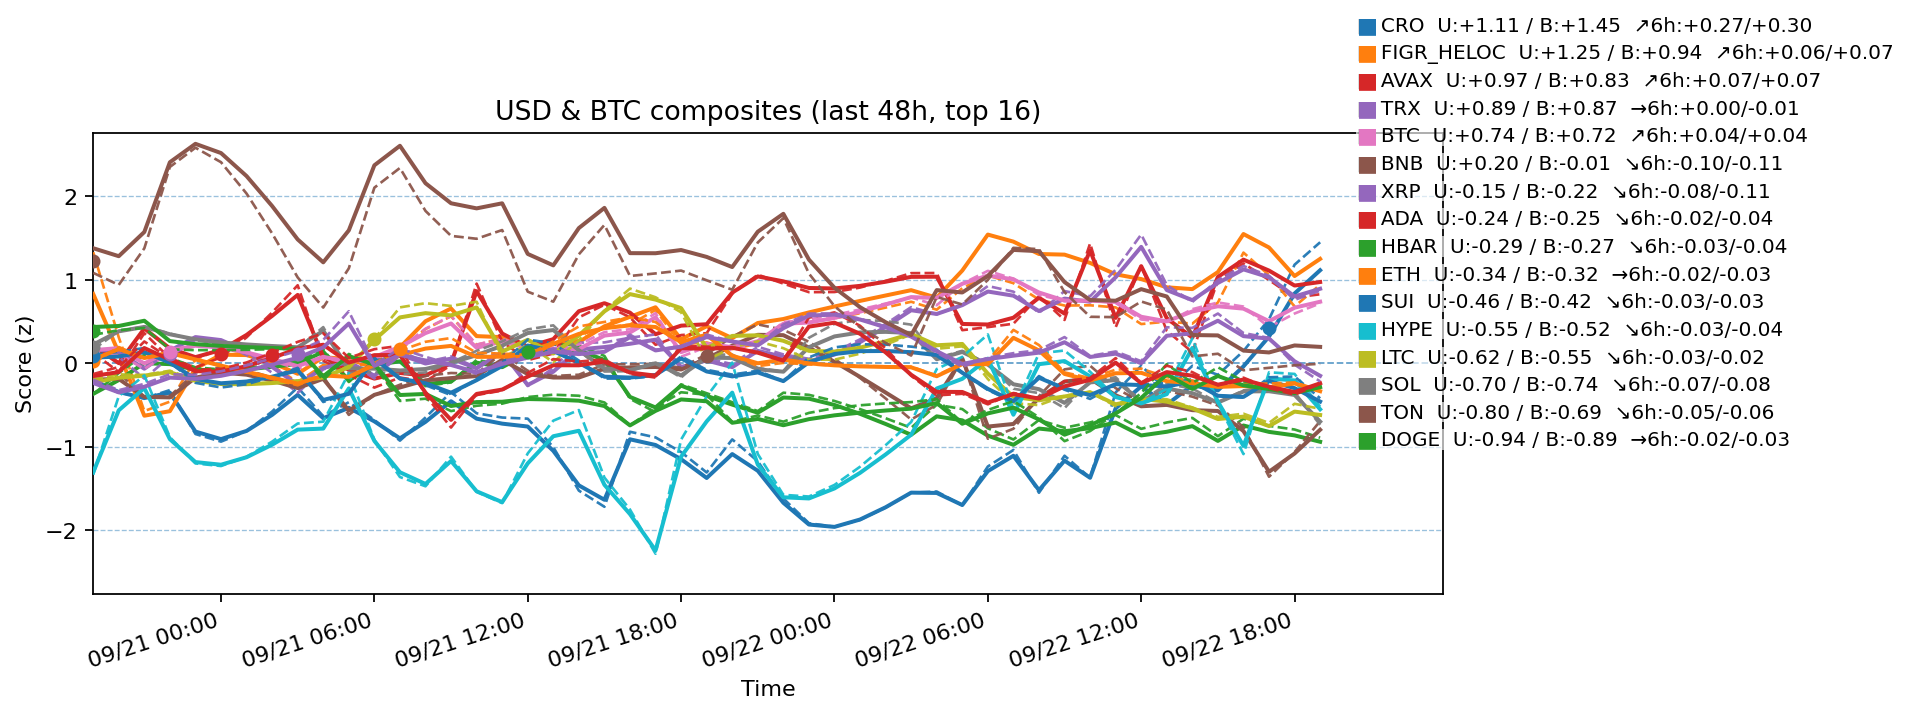 CRO  U:+1.11 / B:+1.45  ↗6h:+0.27/+0.30
FIGR_HELOC  U:+1.25 / B:+0.94  ↗6h:+0.06/+0.07
AVAX  U:+0.97 / B:+0.83  ↗6h:+0.07/+0.07
TRX  U:+0.89 / B:+0.87  →6h:+0.00/-0.01
BTC  U:+0.74 / B:+0.72  ↗6h:+0.04/+0.04
BNB  U:+0.20 / B:-0.01  ↘6h:-0.10/-0.11
XRP  U:-0.15 / B:-0.22  ↘6h:-0.08/-0.11
ADA  U:-0.24 / B:-0.25  ↘6h:-0.02/-0.04
HBAR  U:-0.29 / B:-0.27  ↘6h:-0.03/-0.04
ETH  U:-0.34 / B:-0.32  →6h:-0.02/-0.03
SUI  U:-0.46 / B:-0.42  ↘6h:-0.03/-0.03
HYPE  U:-0.55 / B:-0.52  ↘6h:-0.03/-0.04
LTC  U:-0.62 / B:-0.55  ↘6h:-0.03/-0.02
SOL  U:-0.70 / B:-0.74  ↘6h:-0.07/-0.08
TON  U:-0.80 / B:-0.69  ↘6h:-0.05/-0.06
DOGE  U:-0.94 / B:-0.89  →6h:-0.02/-0.03
USD & BTC composites (last 48h, top 16)
Score (z)
2
1
0
−1
−2
09/21 00:00
09/21 06:00
09/21 12:00
09/21 18:00
09/22 00:00
09/22 06:00
09/22 12:00
09/22 18:00
Time